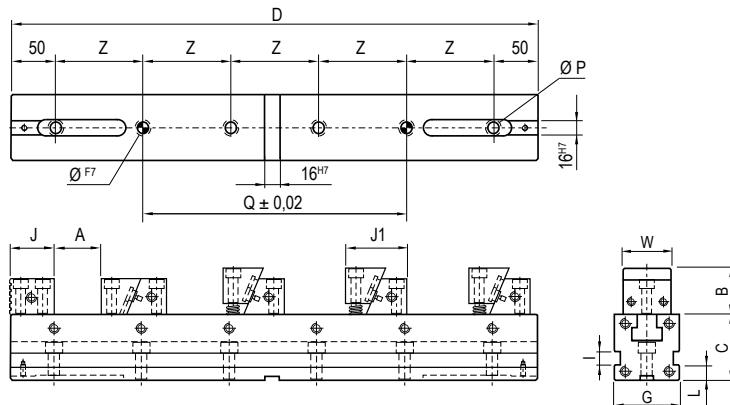 D
50 Z Z Z Z Z 50
Ø P
Ø F7
16H7
16H7
Q ± 0,02
J A J1
W
B
C
I
L
G